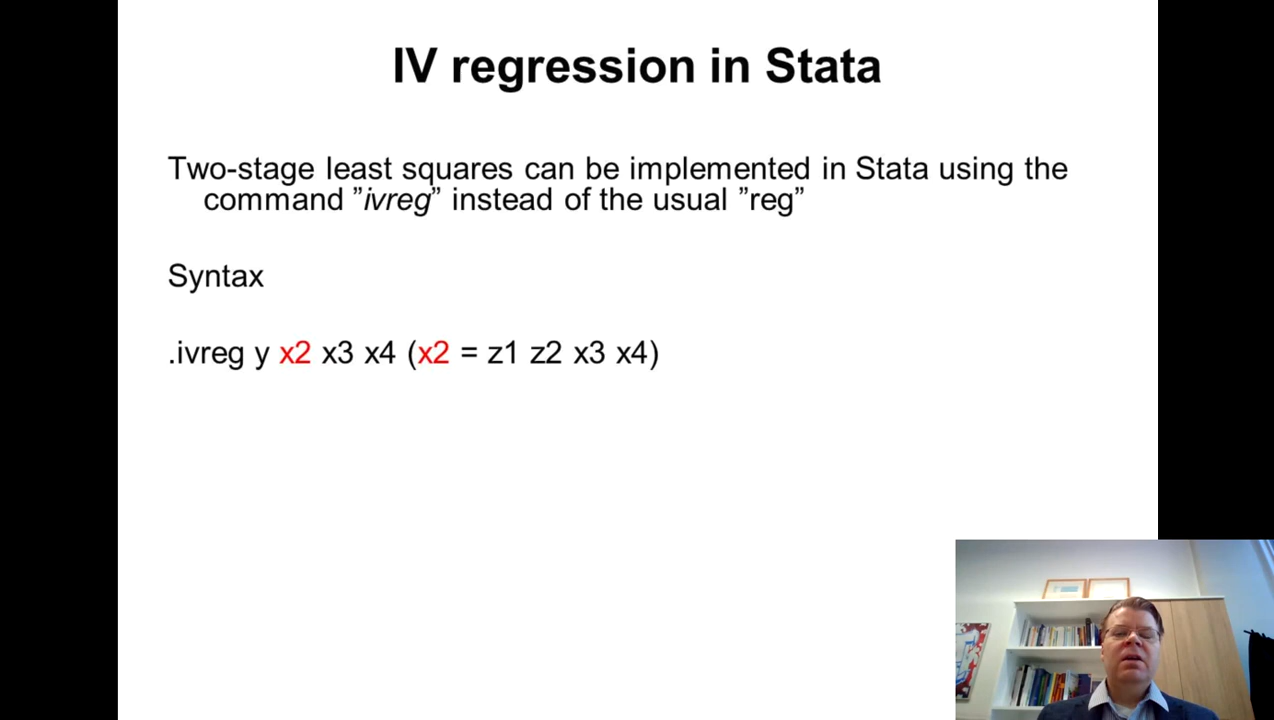 IV regression in Stata
Two-stage least squares can be implemented in Stata using the
command ”ivreg” instead of the usual ”reg”
Syntax
.ivreg y x2 x3 x4 (x2 = z1 z2 x3 x4)